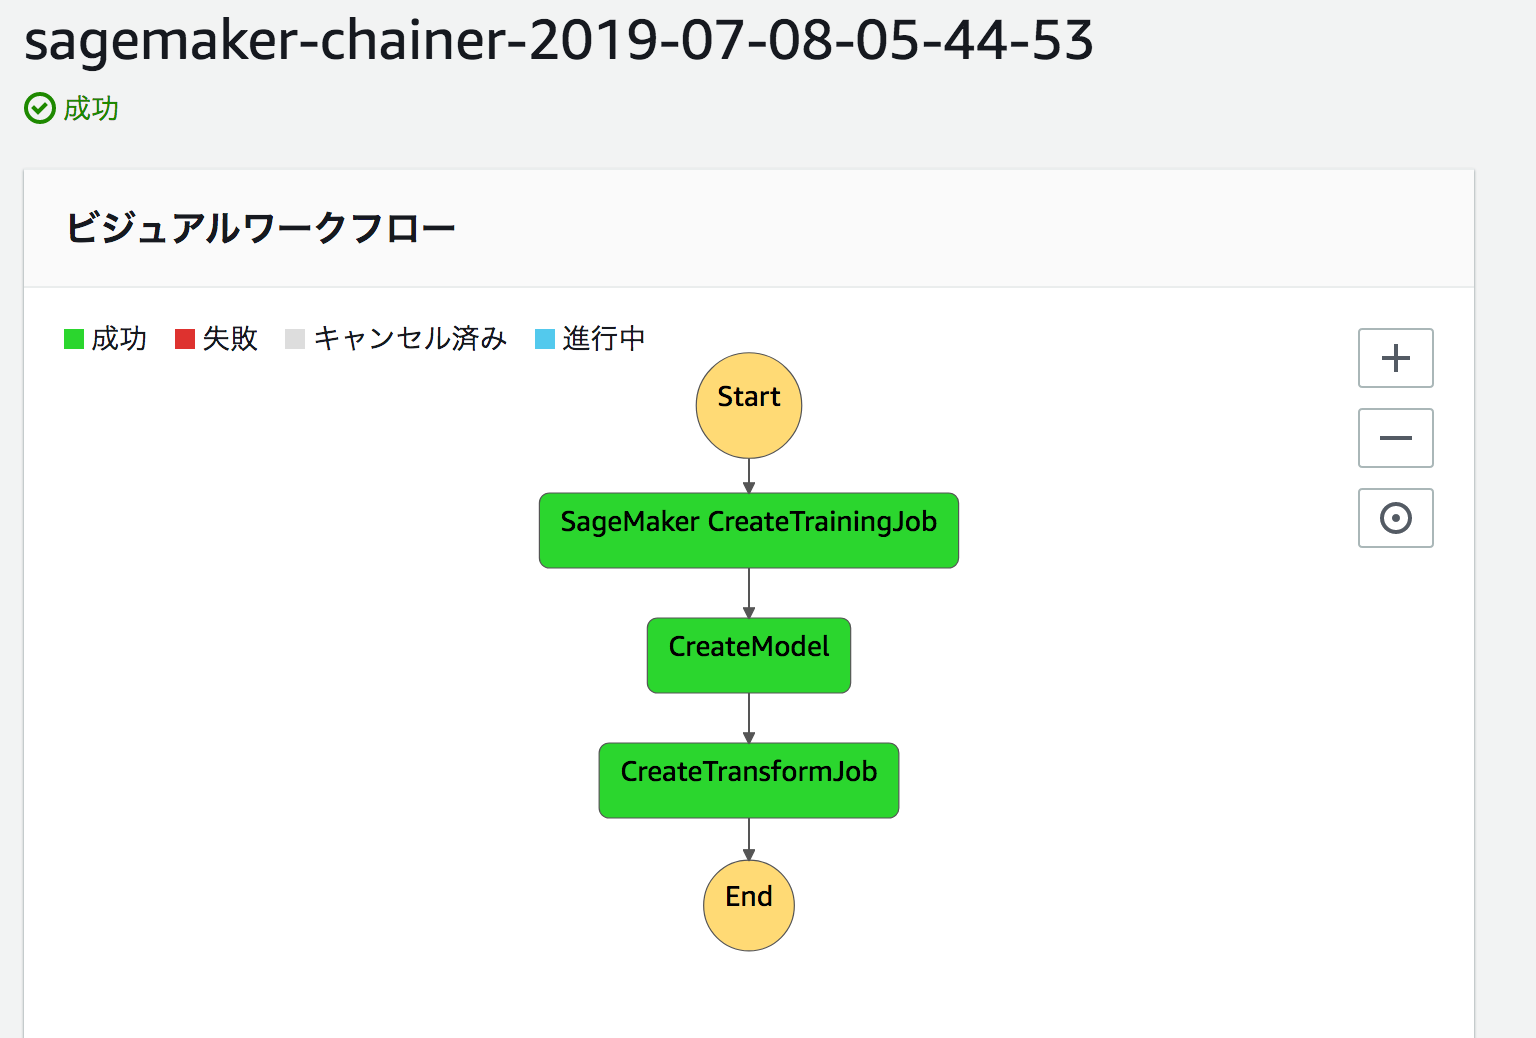 sagemaker-chainer-2019-07-08-05-44-53
成功
ビジュアルワークフロー
成功 失敗 キャンセル済み 進行中
Start
SageMaker CreateTrainingJob
CreateModel
CreateTransformJob
End